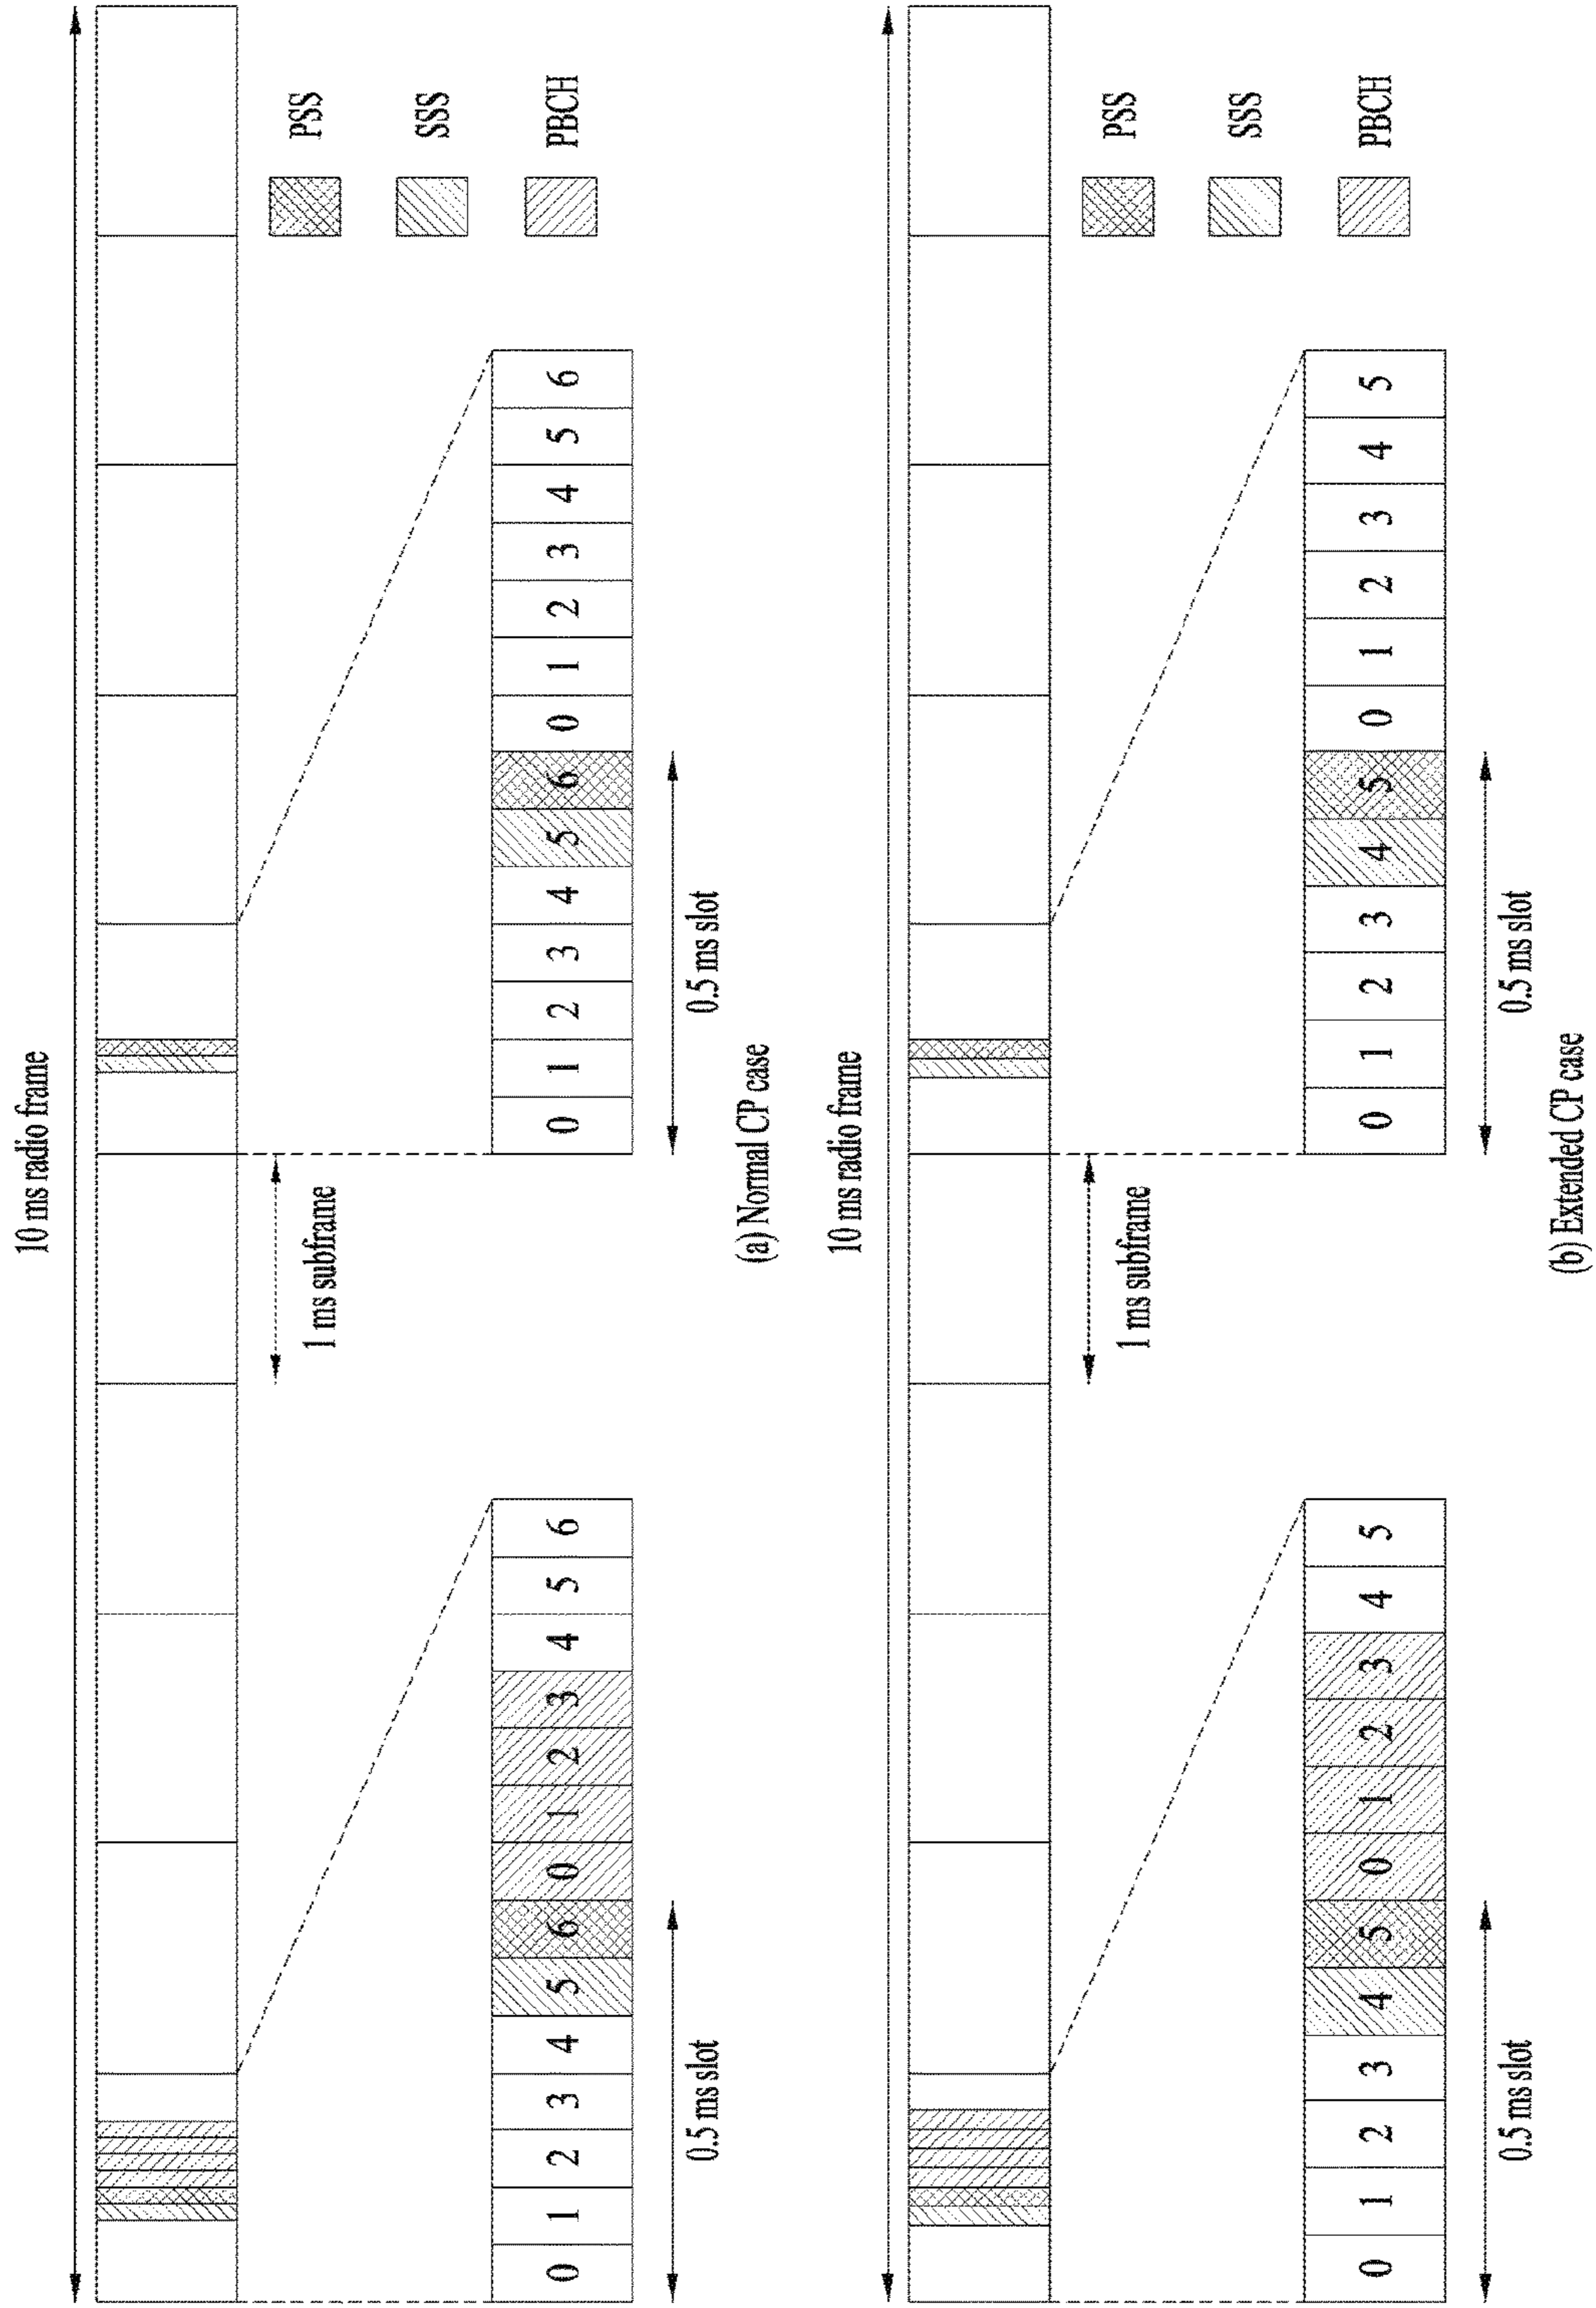 10 ms radio frame
1 ms subframe
PSS
SSS
PBCH
0 1 2 3 4 5 6 0 1 2 3 4 5 6
0 1 2 3 4 5 6 0 1 2 3 4 5 6
0.5 ms slot
0.5 ms slot
(a) Normal CP case
10 ms radio frame
1 ms subframe
PSS
SSS
PBCH
0 1 2 3 4 5 0 1 2 3 4 5
0 1 2 3 4 5 0 1 2 3 4 5
0.5 ms slot
0.5 ms slot
(b) Extended CP case